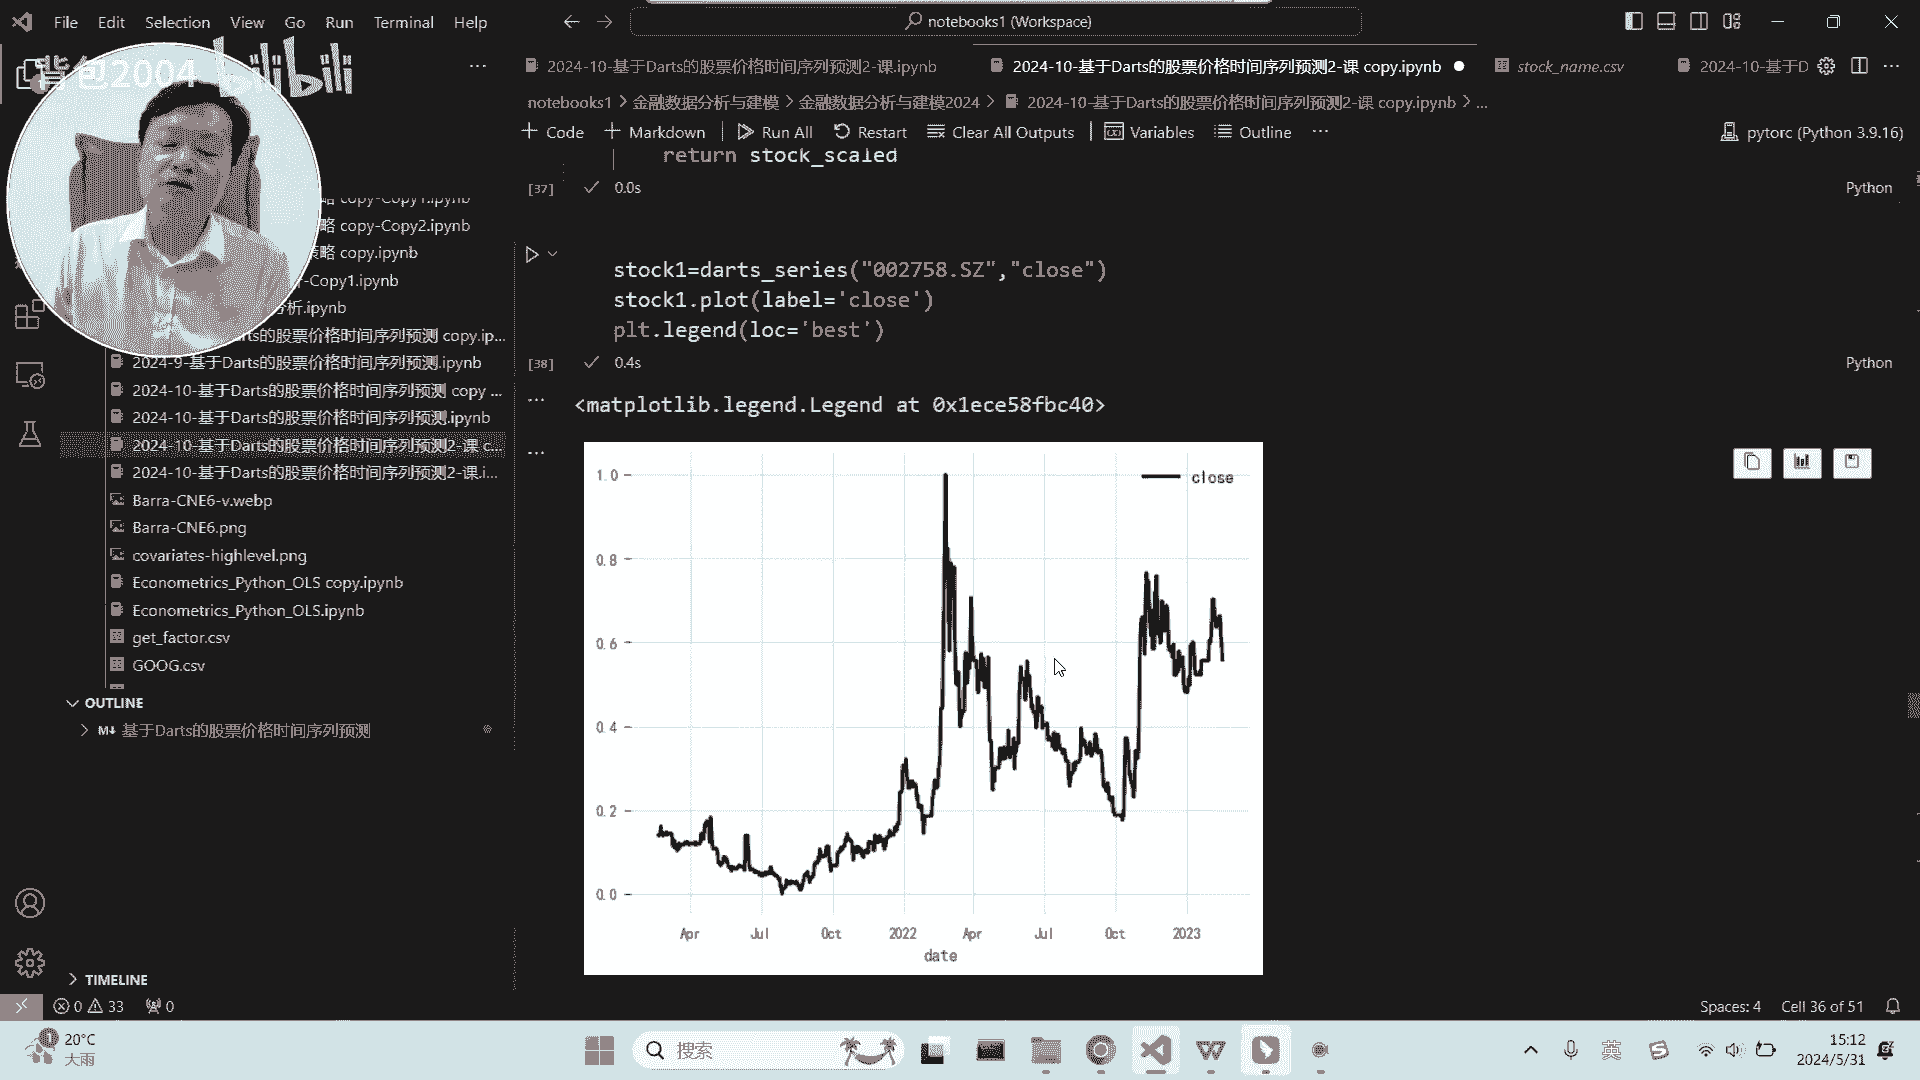 File Edit Selection View Go Run Terminal Help
notebooks1 (Workspace)
背包2004 bilibili
2024-10-基于Darts的股票价格时间序列预测2-课.ipynb
2024-10-基于Darts的股票价格时间序列预测2-课 copy.ipynb
stock_name.csv
2024-10-基于D
notebooks1 > 金融数据分析与建模 > 金融数据分析与建模2024 > 2024-10-基于Darts的股票价格时间序列预测2-课 copy.ipynb > ...
+ Code + Markdown Run All Restart Clear All Outputs Variables Outline ...
pytorc (Python 3.9.16)
return stock_scaled
[37] 0.0s
Python
stock1=darts_series("002758.SZ","close")
stock1.plot(label='close')
plt.legend(loc='best')
[38] 0.4s
Python
<matplotlib.legend.Legend at 0x1ece58fbc40>
close
1.0
0.8
0.6
0.4
0.2
0.0
Apr Jul Oct 2022 Apr Jul Oct 2023
date
略 copy-Copy1.ipynb
略 copy-Copy2.ipynb
策略 copy.ipynb
-Copy1.ipynb
析.ipynb
arts的股票价格时间序列预测 copy.ip...
2024-9-基于Darts的股票价格时间序列预测.ipynb
2024-10-基于Darts的股票价格时间序列预测 copy ...
2024-10-基于Darts的股票价格时间序列预测.ipynb
2024-10-基于Darts的股票价格时间序列预测2-课 c...
2024-10-基于Darts的股票价格时间序列预测2-课.i...
Barra-CNE6-v.webp
Barra-CNE6.png
covariates-highlevel.png
Econometrics_Python_OLS copy.ipynb
Econometrics_Python_OLS.ipynb
get_factor.csv
GOOG.csv
OUTLINE
M↓ 基于Darts的股票价格时间序列预测
TIMELINE
0 33 0
Spaces: 4 Cell 36 of 51
20°C
大雨
搜索
英
15:12
2024/5/31